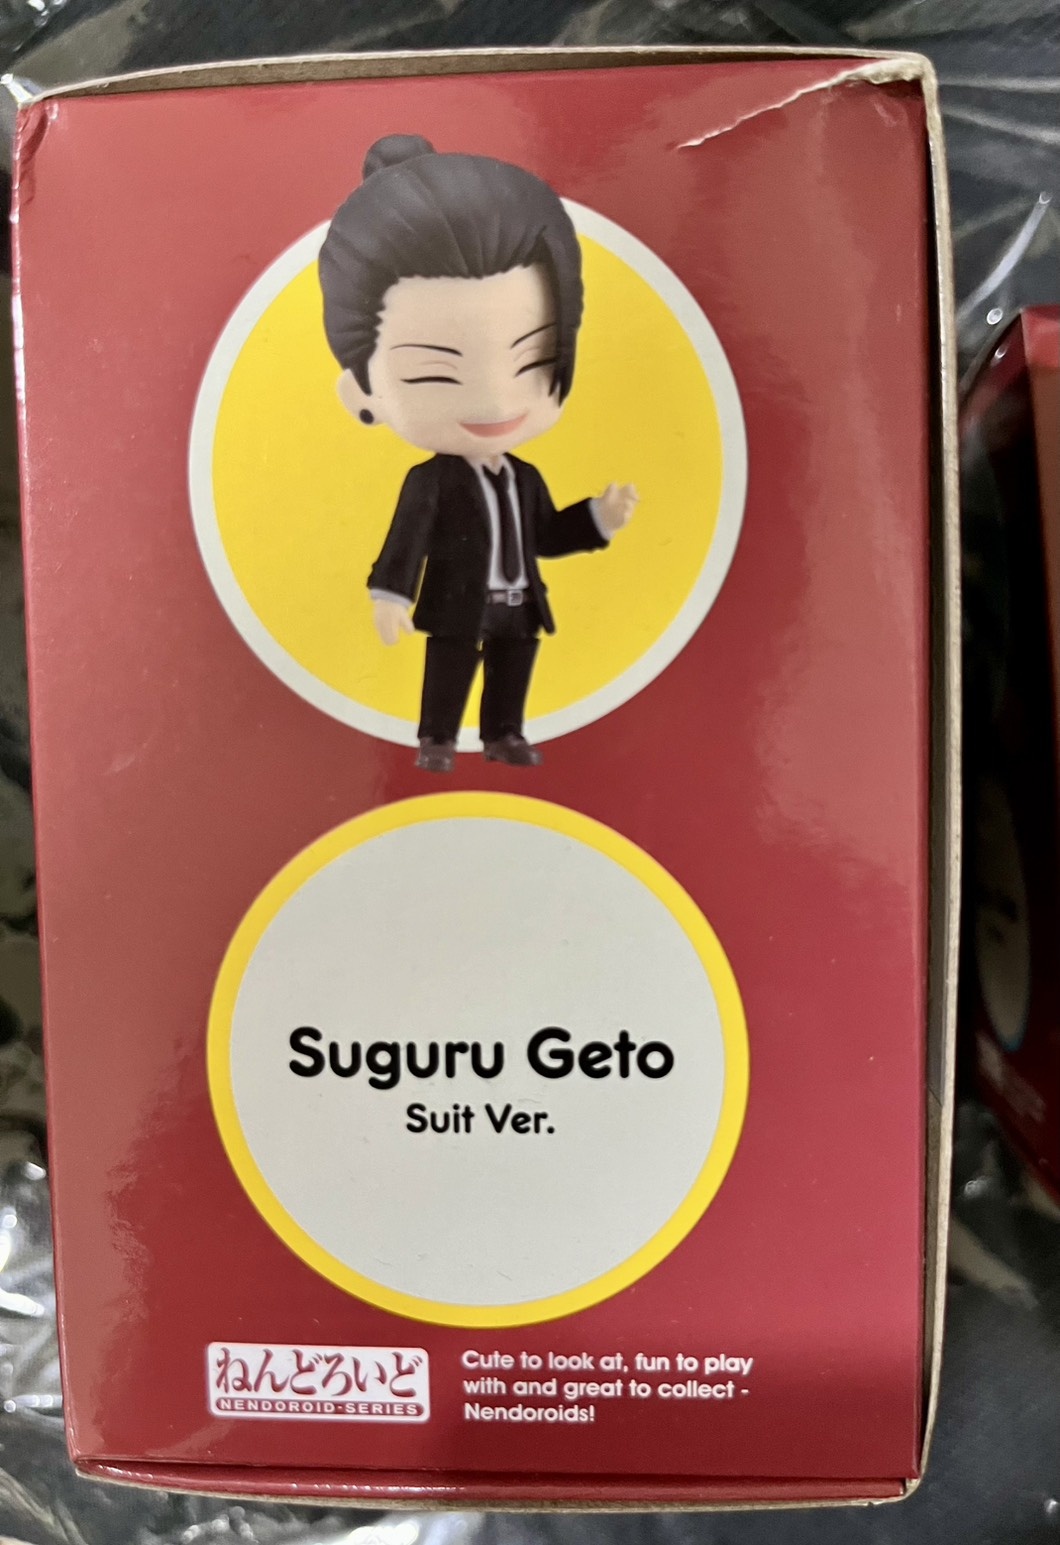 Suguru Geto
Suit Ver.
ねんどろいど
NENDOROID-SERIES
Cute to look at, fun to play
with and great to collect -
Nendoroids!